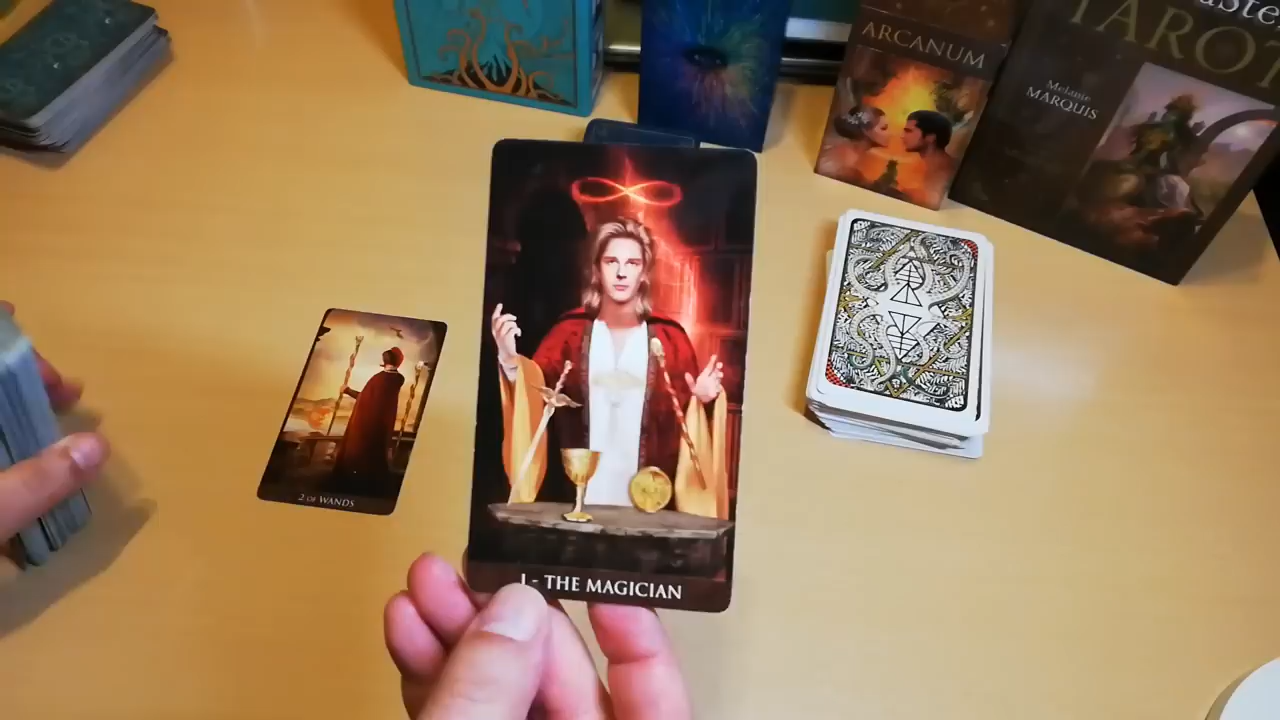 ARCANUM
TAROT
Melanie
MARQUIS
2 OF WANDS
I - THE MAGICIAN